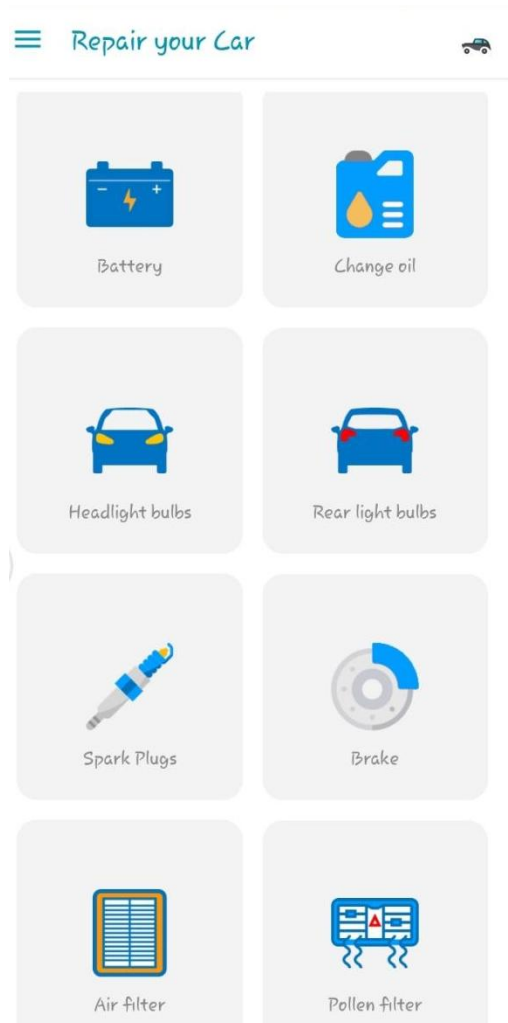 Repair your Car
Battery
Change oil
Headlight bulbs
Rear light bulbs
Spark Plugs
Brake
Air filter
Pollen filter